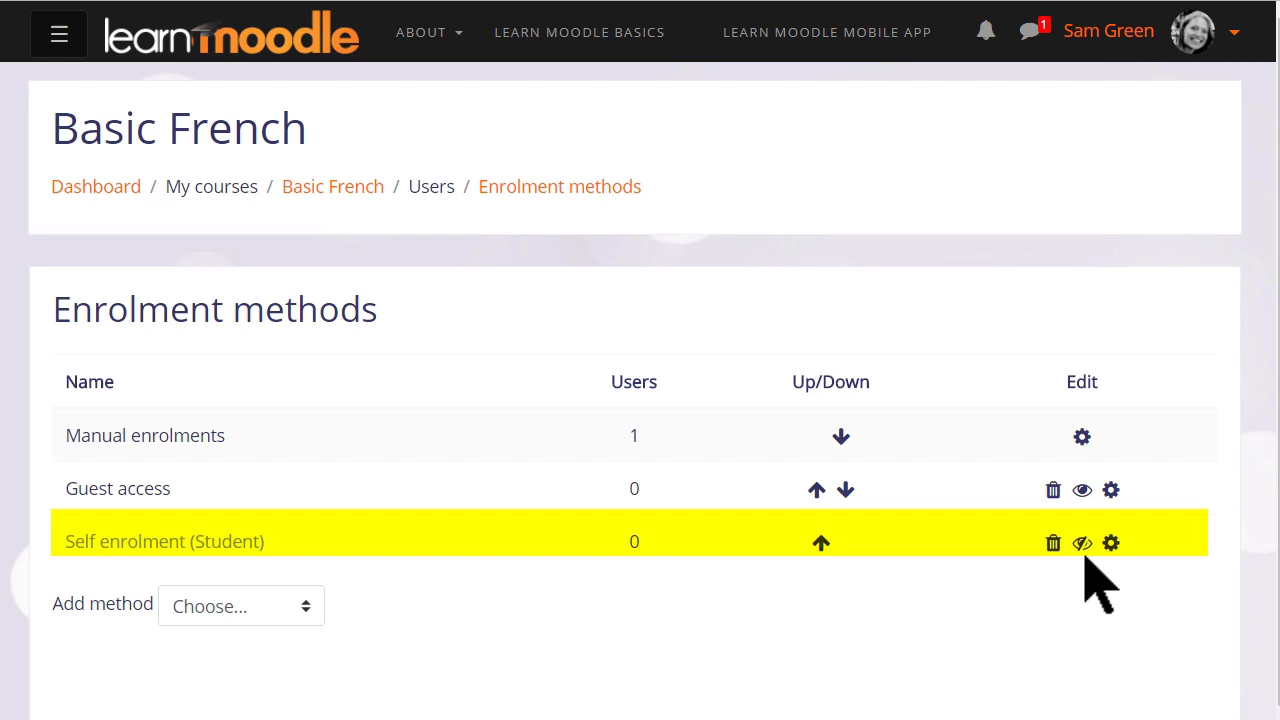 learn moodle ABOUT LEARN MOODLE BASICS LEARN MOODLE MOBILE APP 1 Sam Green
Basic French
Dashboard / My courses / Basic French / Users / Enrolment methods
Enrolment methods
Name Users Up/Down Edit
Manual enrolments 1
Guest access 0
Self enrolment (Student) 0
Add method Choose...